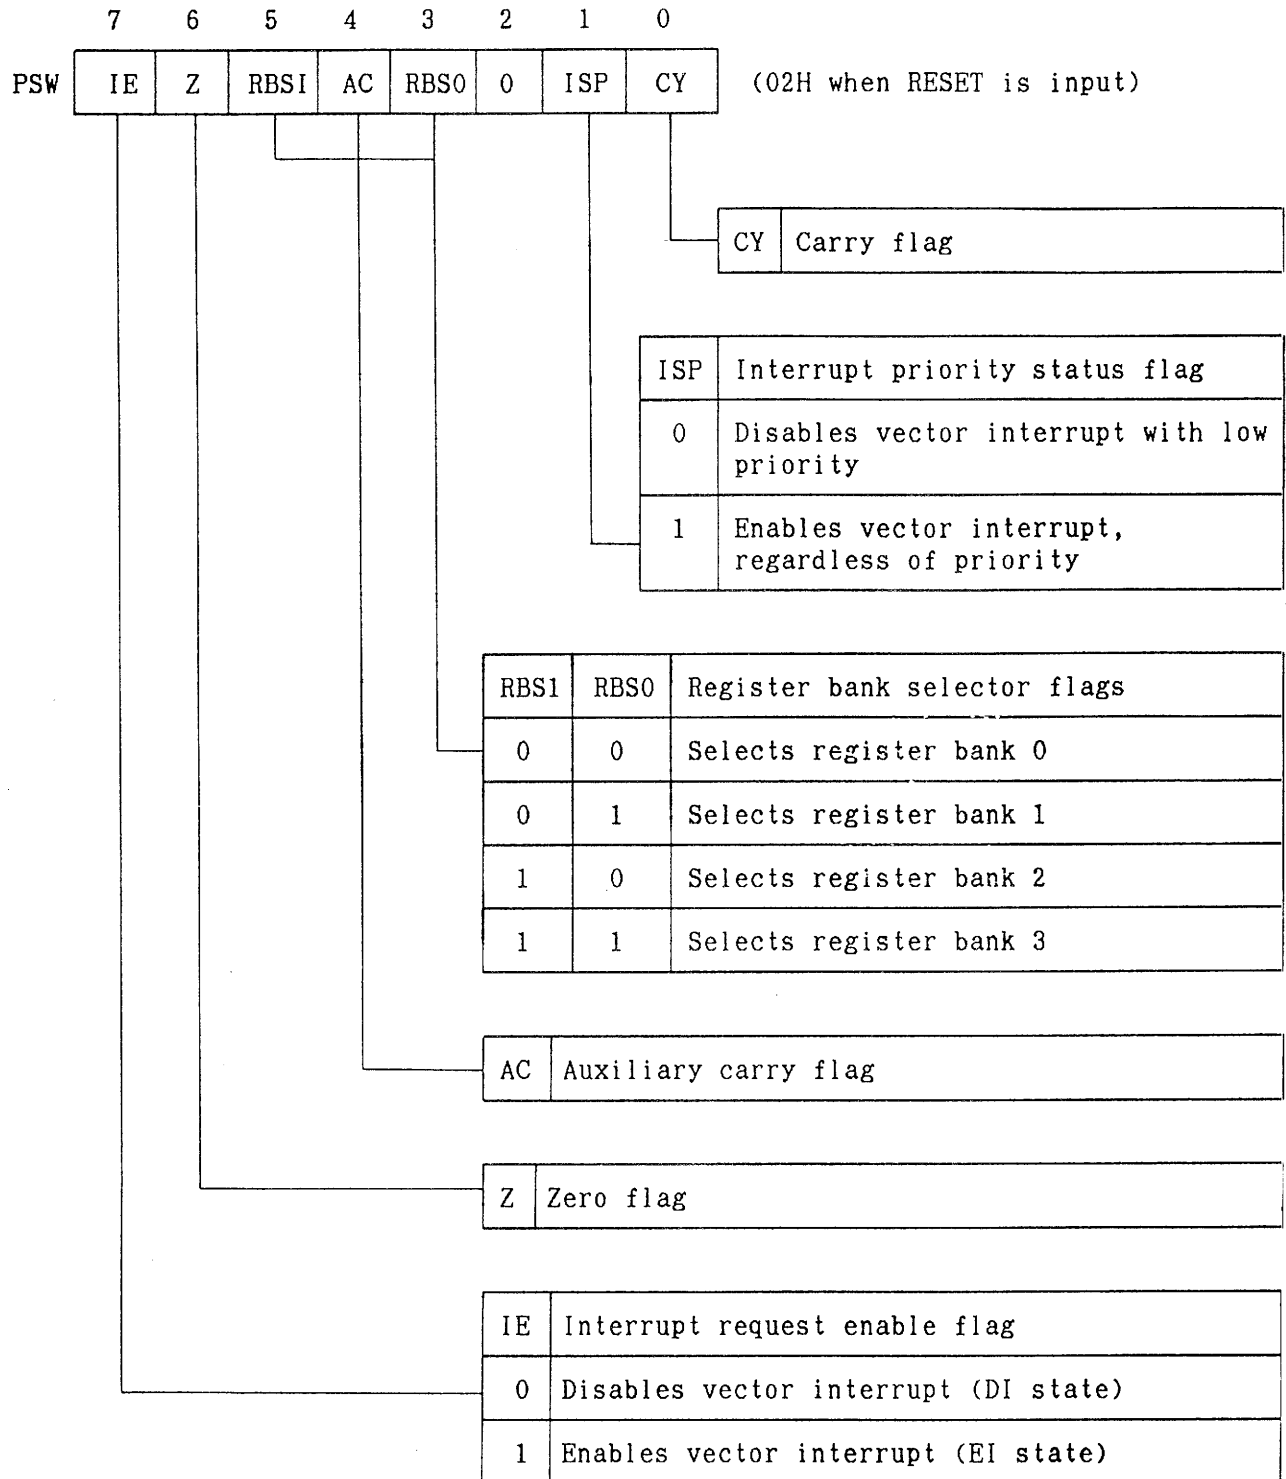 7 6 5 4 3 2 1 0
PSW IE Z RBSI AC RBS0 0 ISP CY (02H when RESET is input)
CY Carry flag
ISP Interrupt priority status flag
0 Disables vector interrupt with low
priority
1 Enables vector interrupt,
regardless of priority
RBS1 RBS0 Register bank selector flags
0 0 Selects register bank 0
0 1 Selects register bank 1
1 0 Selects register bank 2
1 1 Selects register bank 3
AC Auxiliary carry flag
Z Zero flag
IE Interrupt request enable flag
0 Disables vector interrupt (DI state)
1 Enables vector interrupt (EI state)